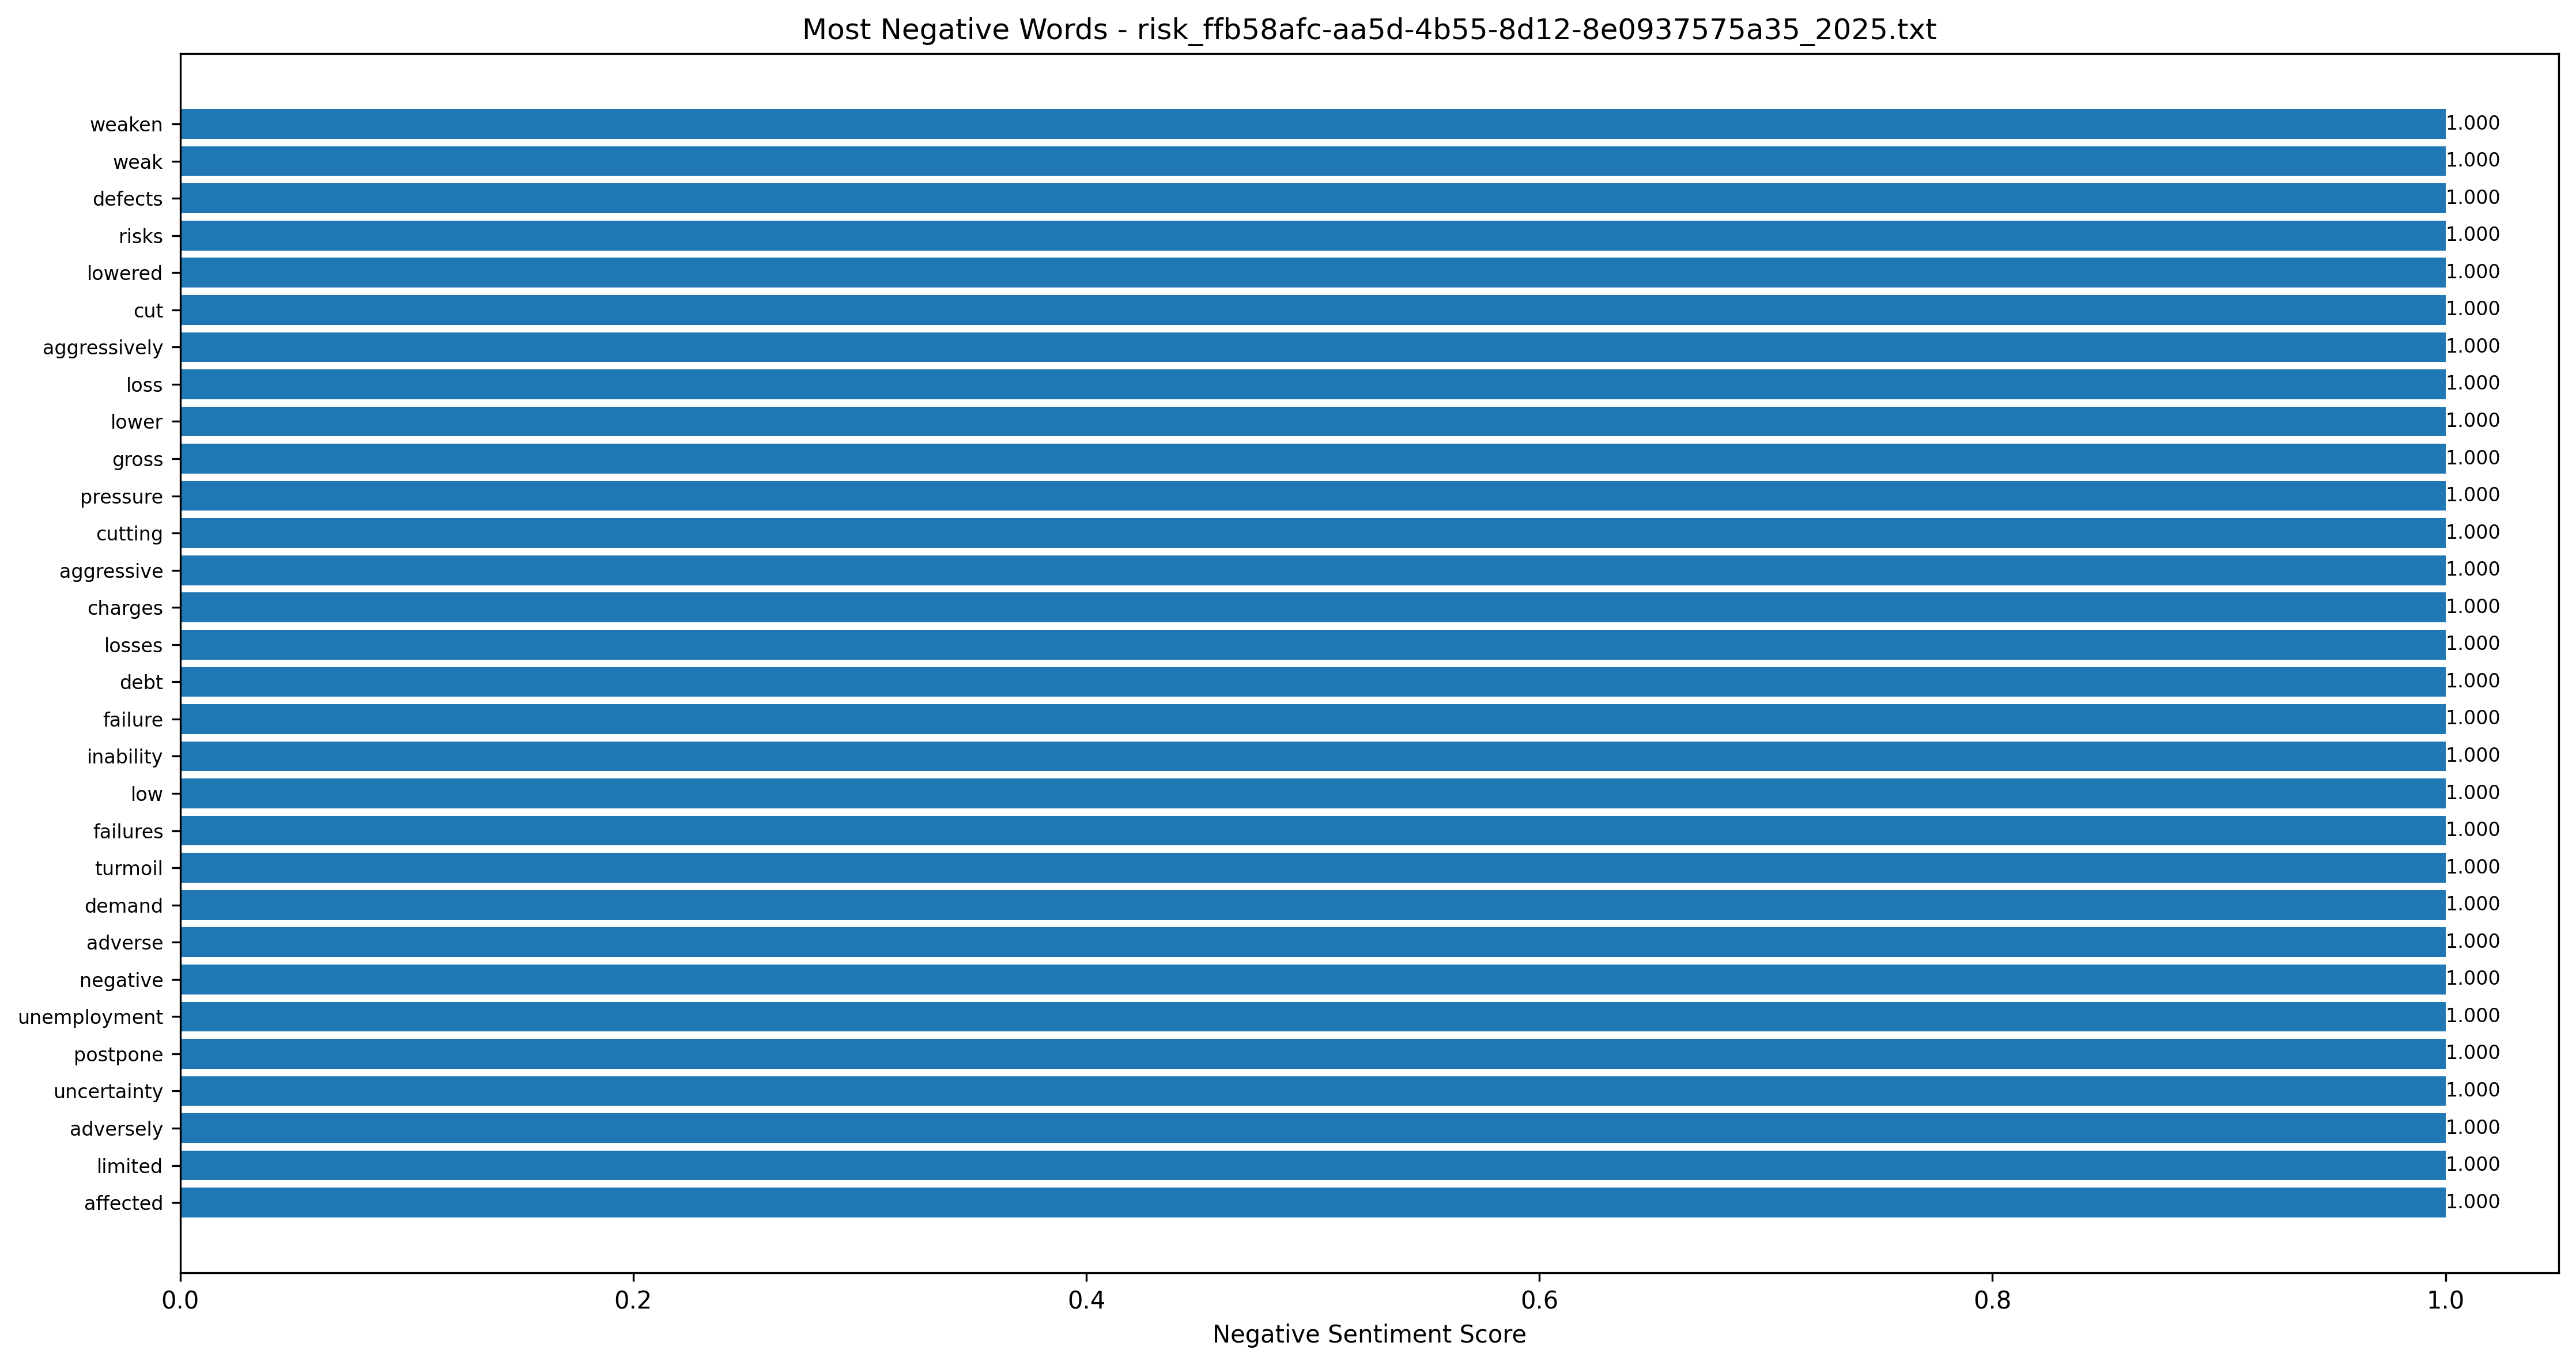 Most Negative Words - risk_ffb58afc-aa5d-4b55-8d12-8e0937575a35_2025.txt
weaken 1.000
weak 1.000
defects 1.000
risks 1.000
lowered 1.000
cut 1.000
aggressively 1.000
loss 1.000
lower 1.000
gross 1.000
pressure 1.000
cutting 1.000
aggressive 1.000
charges 1.000
losses 1.000
debt 1.000
failure 1.000
inability 1.000
low 1.000
failures 1.000
turmoil 1.000
demand 1.000
adverse 1.000
negative 1.000
unemployment 1.000
postpone 1.000
uncertainty 1.000
adversely 1.000
limited 1.000
affected 1.000
0.0 0.2 0.4 0.6 0.8 1.0
Negative Sentiment Score